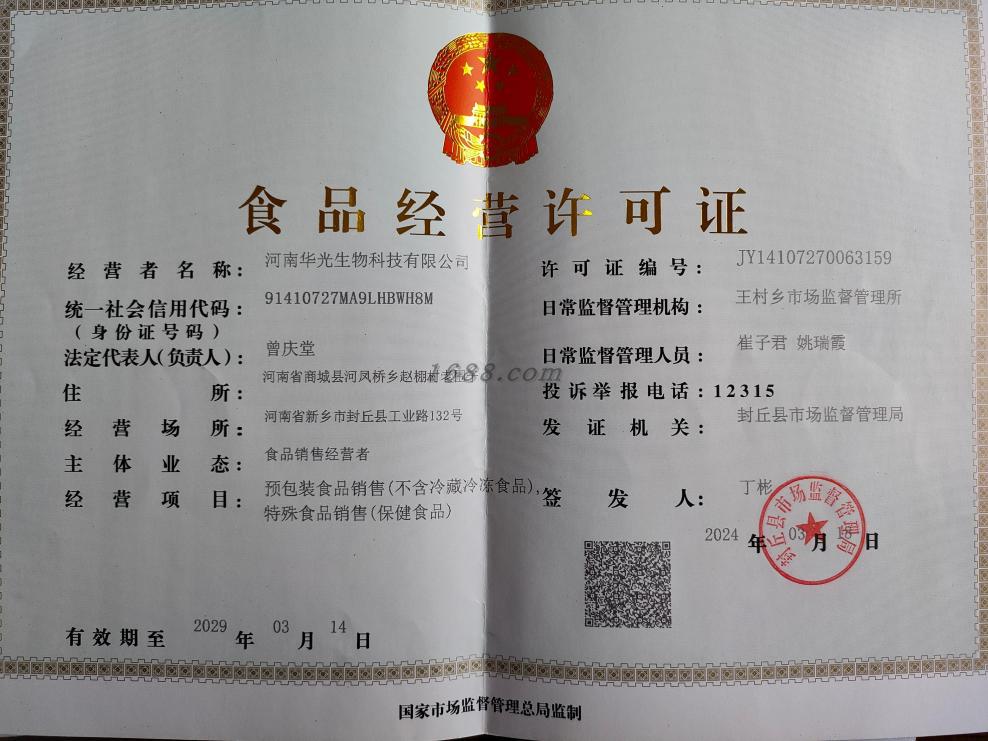 食品经营许可证
经营者名称：河南华光生物科技有限公司
统一社会信用代码：91410727MA9LHBWH8M
（身份证号码）
法定代表人(负责人)：曾庆堂
住所：河南省商城县河凤桥乡赵棚村
经营场所：河南省新乡市封丘县工业路132号
主体业态：食品销售经营者
经营项目：预包装食品销售(不含冷藏冷冻食品),
特殊食品销售(保健食品)
有效期至 2029 年 03 月 14 日
许可证编号：JY14107270063159
日常监督管理机构：王村乡市场监督管理所
日常监督管理人员：崔子君 姚瑞霞
投诉举报电话：12315
发证机关：封丘县市场监督管理局
签发人：丁彬
2024 年 03 月 日
封丘县市场监督管理局
国家市场监督管理总局监制
1688.com